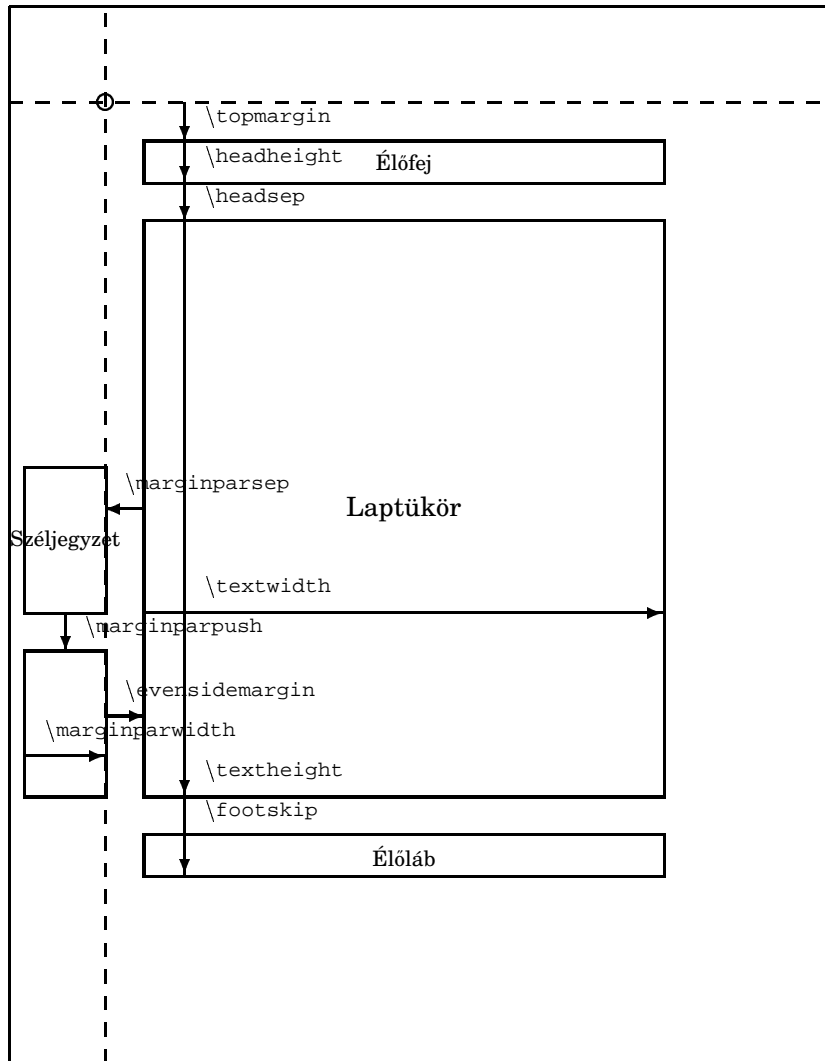 \topmargin
\headheight
Élőfej
\headsep
\marginparsep
Laptükör
Széljegyzet
\textwidth
\marginparpush
\evensidemargin
\marginparwidth
\textheight
\footskip
Élőláb